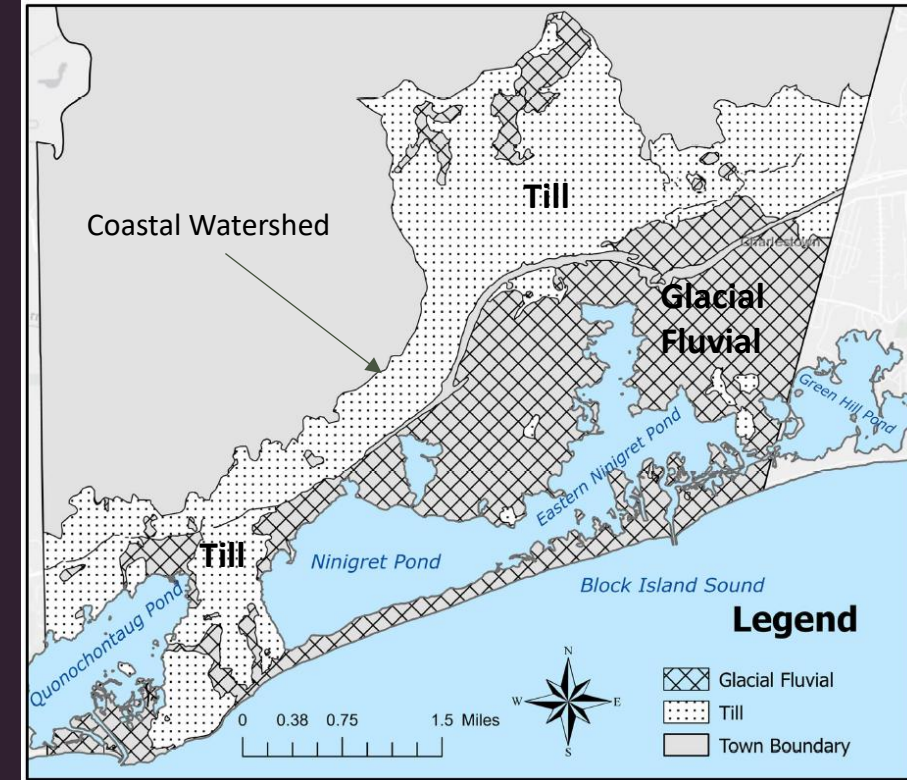 Till
Coastal Watershed
Charlestown
Glacial
Fluvial
Green Hill Pond
Eastern Ninigret Pond
Till
Ninigret Pond
Block Island Sound
Quonochontaug Pond
Legend
N
W
E
S
Glacial Fluvial
Till
Town Boundary
0 0.38 0.75 1.5 Miles